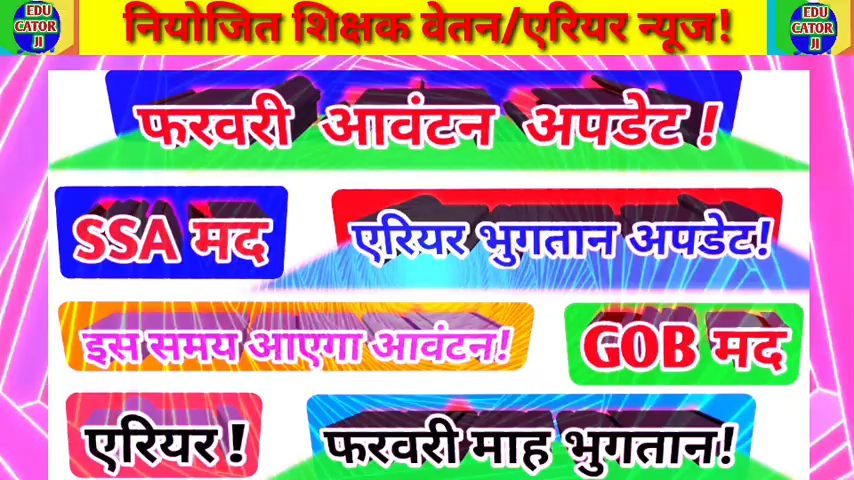 EDU
CATOR
JI
नियोजित शिक्षक वेतन/एरियर न्यूज!
EDU
CATOR
JI
फरवरी आवंटन अपडेट !
SSA मद
एरियर भुगतान अपडेट!
इस समय आएगा आवंटन!
GOB मद
एरियर !
फरवरी माह भुगतान!